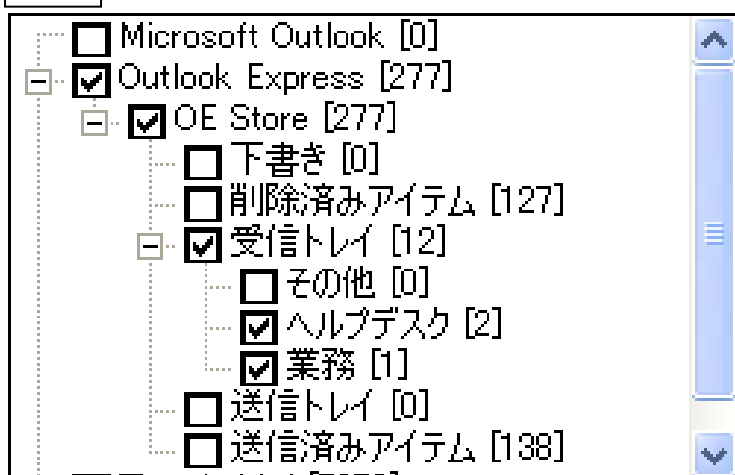 Microsoft Outlook [0]
Outlook Express [277]
OE Store [277]
下書き [0]
削除済みアイテム [127]
受信トレイ [12]
その他 [0]
ヘルプデスク [2]
業務 [1]
送信トレイ [0]
送信済みアイテム [138]